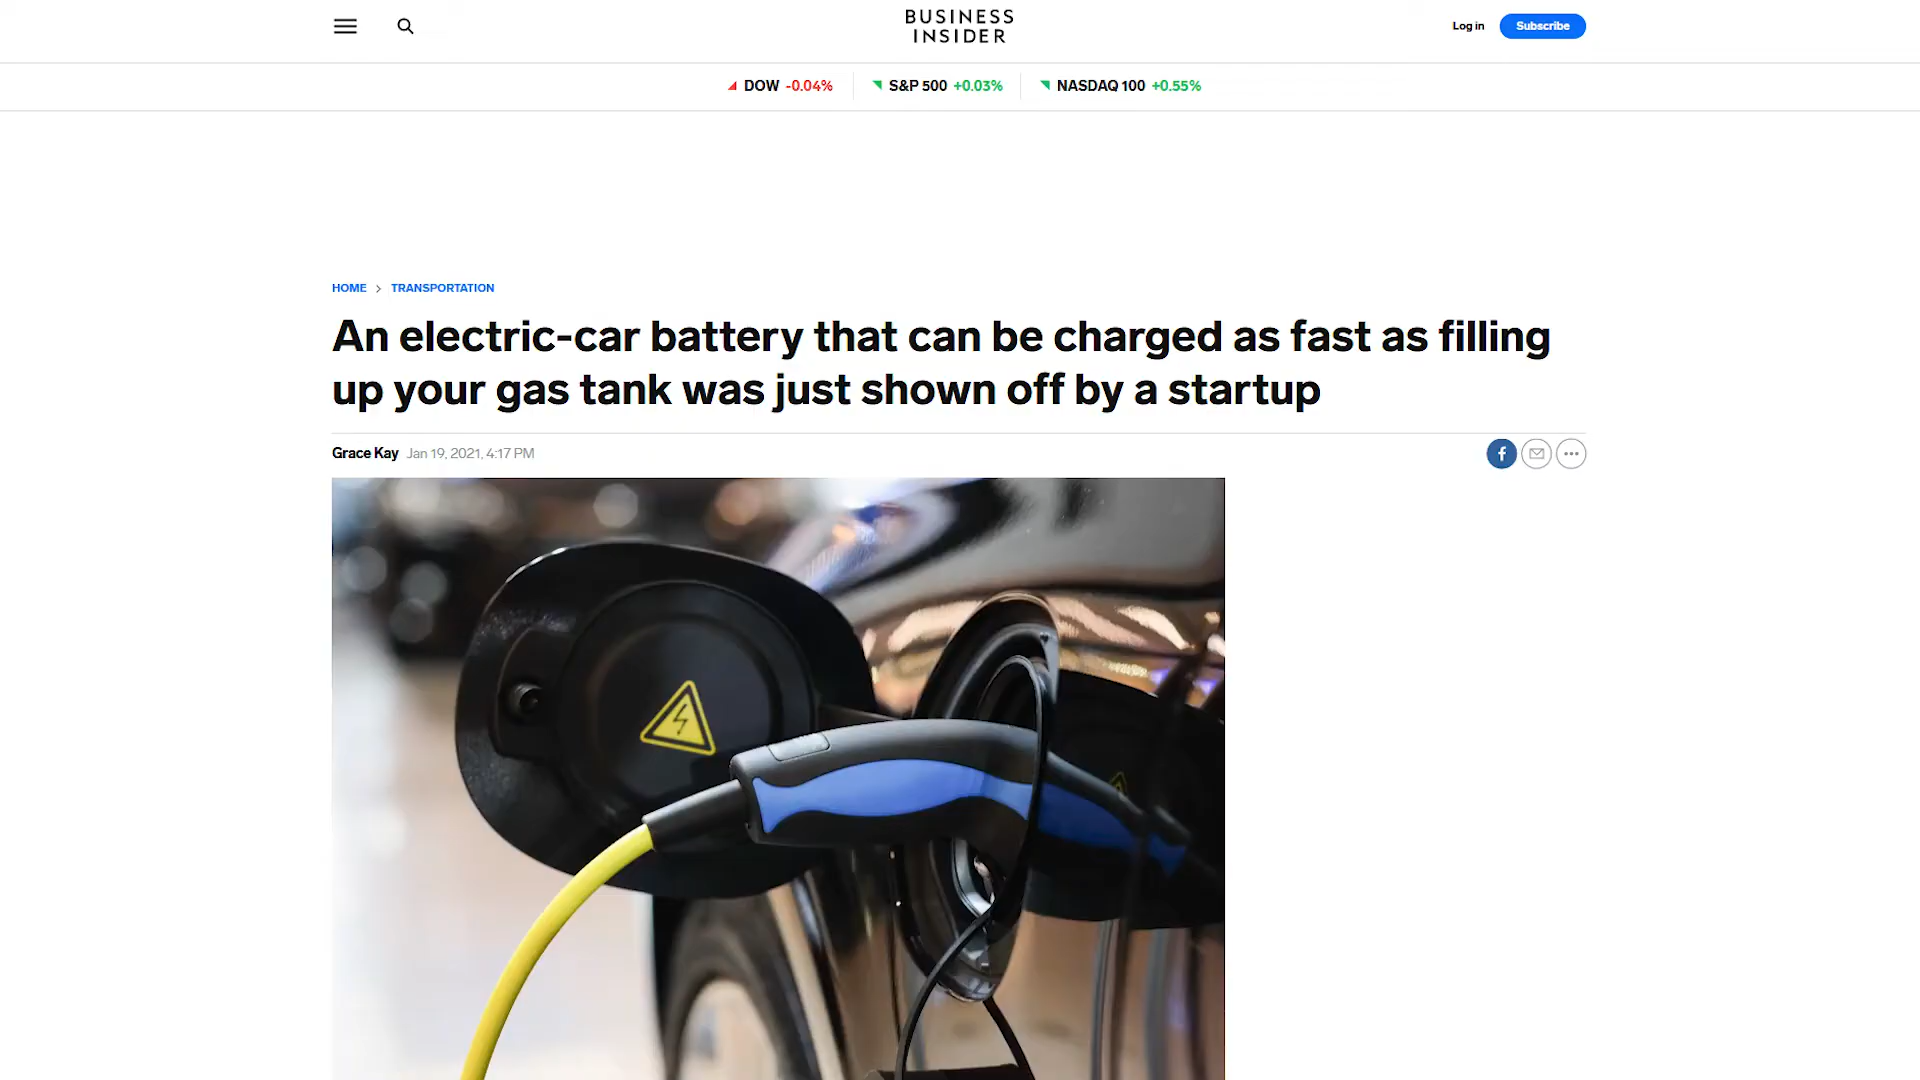 BUSINESS
INSIDER
Log in
Subscribe
DOW -0.04%
S&P 500 +0.03%
NASDAQ 100 +0.55%
HOME > TRANSPORTATION
An electric-car battery that can be charged as fast as filling
up your gas tank was just shown off by a startup
Grace Kay Jan 19, 2021, 4:17 PM